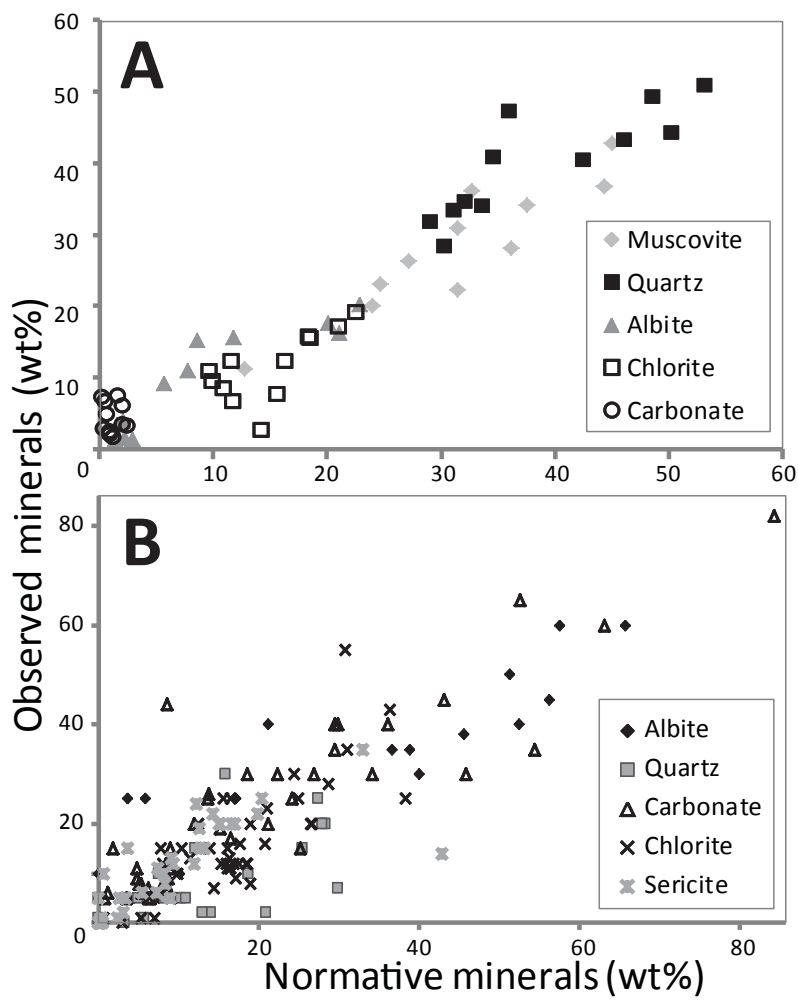 A
60
50
40
30
20
10
0
10
20
30
40
50
60
Muscovite
Quartz
Albite
Chlorite
Carbonate
Observed minerals (wt%)
B
80
60
40
20
0
20
40
60
80
Albite
Quartz
Carbonate
Chlorite
Sericite
Normative minerals (wt%)